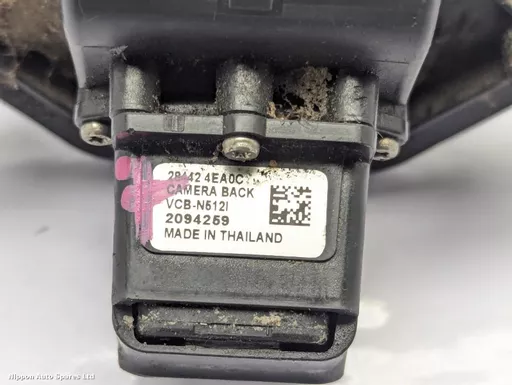 28442 4EA0C
CAMERA BACK
VCB-N512I
2094259
MADE IN THAILAND
Nippon Auto Spares Ltd